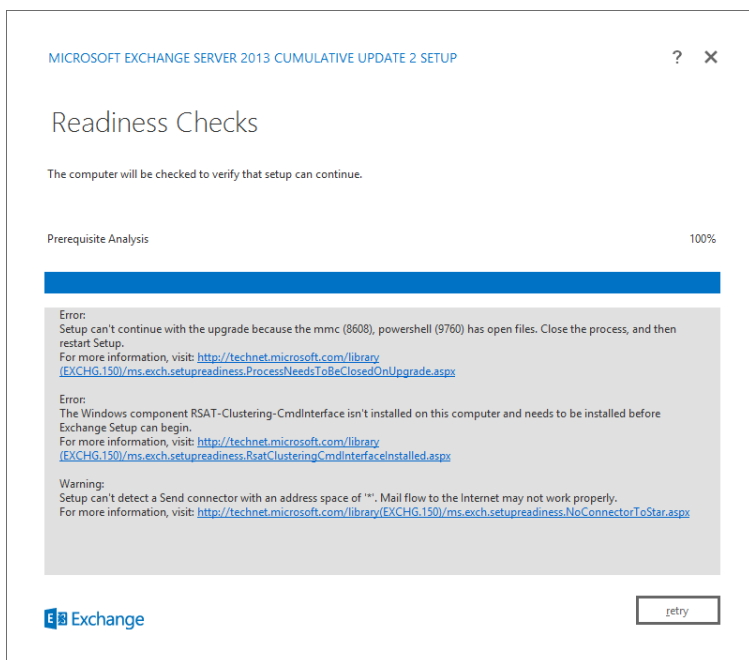 MICROSOFT EXCHANGE SERVER 2013 CUMULATIVE UPDATE 2 SETUP
? ×
Readiness Checks
The computer will be checked to verify that setup can continue.
Prerequisite Analysis 100%
Error:
Setup can't continue with the upgrade because the mmc (8608), powershell (9760) has open files. Close the process, and then
restart Setup.
For more information, visit: http://technet.microsoft.com/library
(EXCHG.150)/ms.exch.setupreadiness.ProcessNeedsToBeClosedOnUpgrade.aspx
Error:
The Windows component RSAT-Clustering-CmdInterface isn't installed on this computer and needs to be installed before
Exchange Setup can begin.
For more information, visit: http://technet.microsoft.com/library
(EXCHG.150)/ms.exch.setupreadiness.RsatClusteringCmdInterfaceInstalled.aspx
Warning:
Setup can't detect a Send connector with an address space of '*'. Mail flow to the Internet may not work properly.
For more information, visit: http://technet.microsoft.com/library(EXCHG.150)/ms.exch.setupreadiness.NoConnectorToStar.aspx
E Exchange
retry